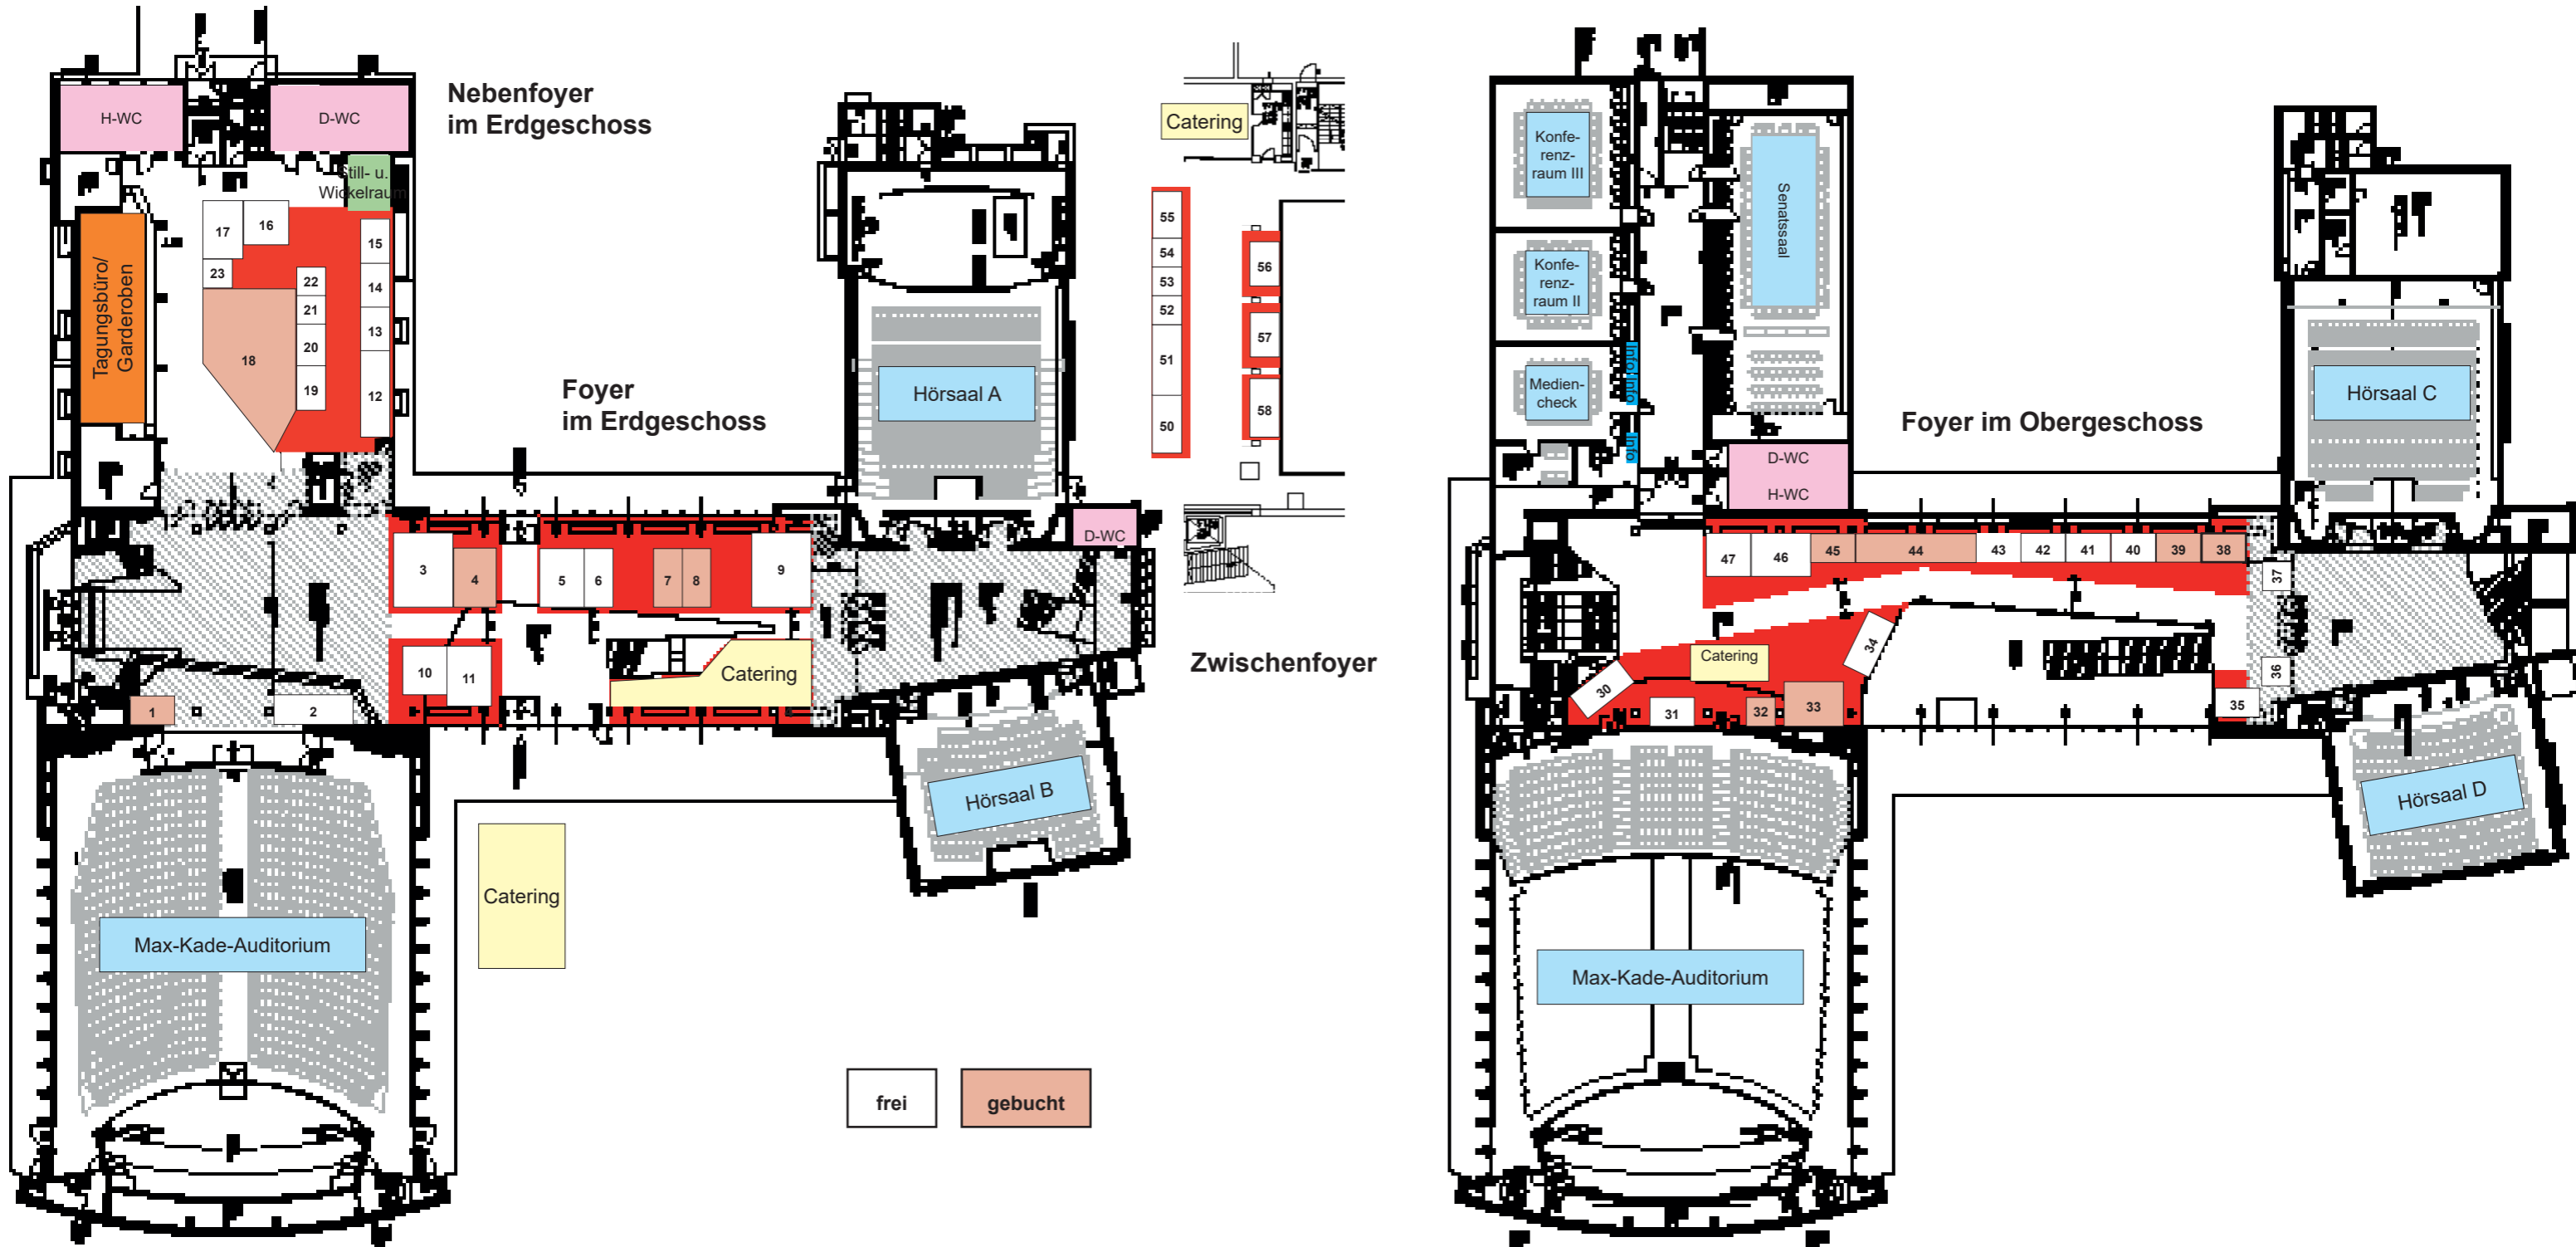 Nebenfoyer
im Erdgeschoss
H-WC
D-WC
Still- u.
Wickelraum
Tagungsbüro/
Garderoben
17
16
15
23
22
14
21
13
18
20
19
12
Foyer
im Erdgeschoss
Hörsaal A
D-WC
3
4
5
6
7
8
9
10
11
Catering
1
2
Hörsaal B
Max-Kade-Auditorium
Catering
frei
gebucht
Catering
55
54
53
52
51
50
56
57
58
Zwischenfoyer
Konfe-
renz-
raum III
Konfe-
renz-
raum II
Medien-
check
Info
Info
Info
Senatssaal
D-WC
H-WC
Foyer im Obergeschoss
Hörsaal C
47
46
45
44
43
42
41
40
39
38
37
36
35
34
Catering
30
31
32
33
Hörsaal D
Max-Kade-Auditorium